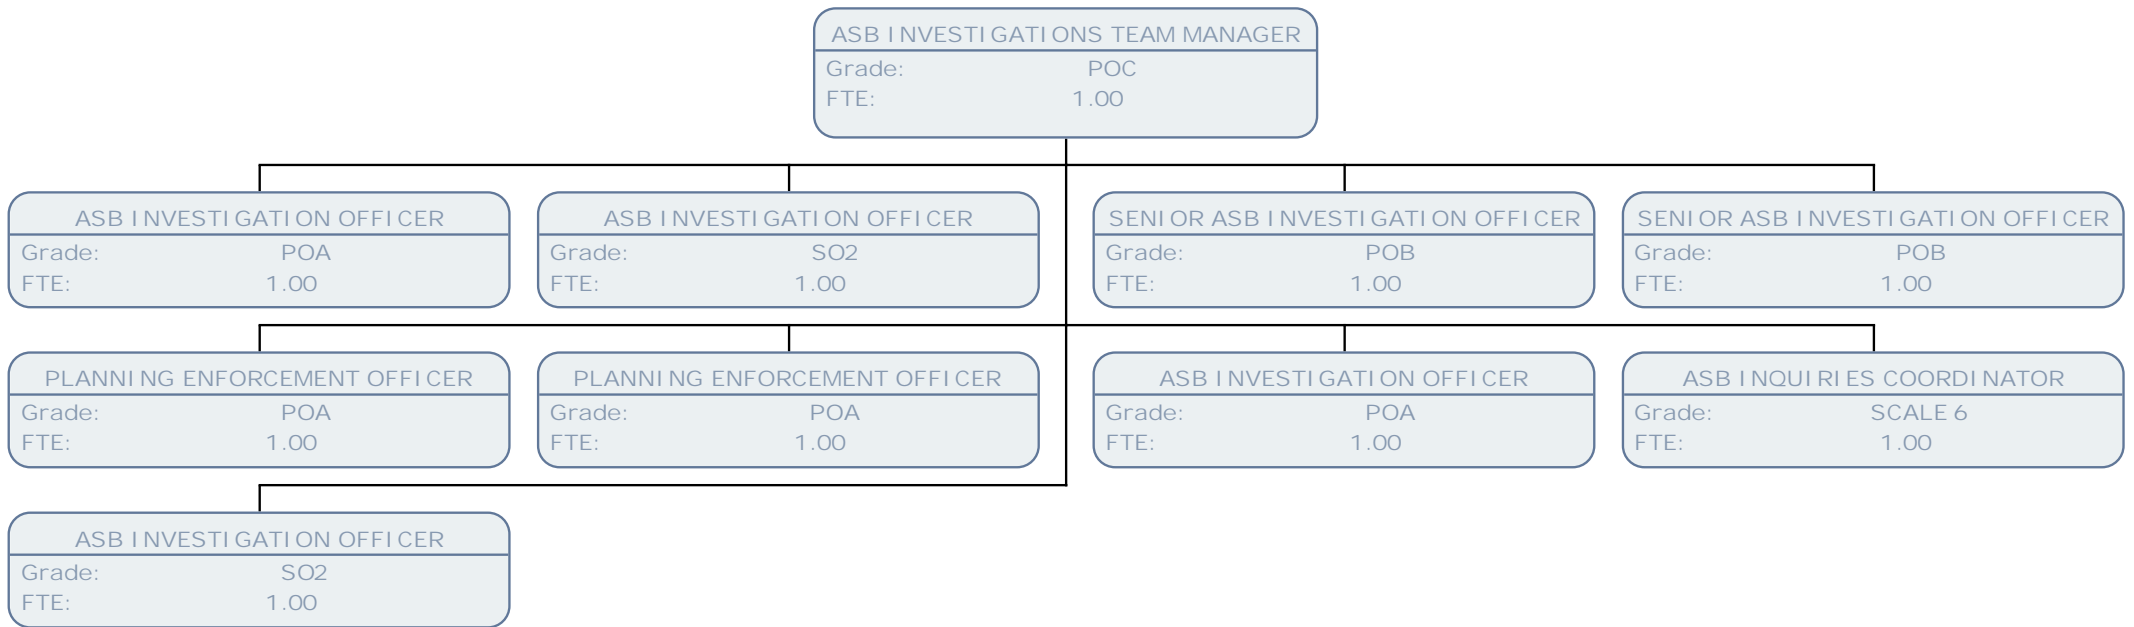 ASB INVESTIGATIONS TEAM MANAGER
Grade: POC
FTE: 1.00
ASB INVESTIGATION OFFICER
Grade: POA
FTE: 1.00
ASB INVESTIGATION OFFICER
Grade: SO2
FTE: 1.00
SENIOR ASB INVESTIGATION OFFICER
Grade: POB
FTE: 1.00
SENIOR ASB INVESTIGATION OFFICER
Grade: POB
FTE: 1.00
PLANNING ENFORCEMENT OFFICER
Grade: POA
FTE: 1.00
PLANNING ENFORCEMENT OFFICER
Grade: POA
FTE: 1.00
ASB INVESTIGATION OFFICER
Grade: POA
FTE: 1.00
ASB INQUIRIES COORDINATOR
Grade: SCALE 6
FTE: 1.00
ASB INVESTIGATION OFFICER
Grade: SO2
FTE: 1.00